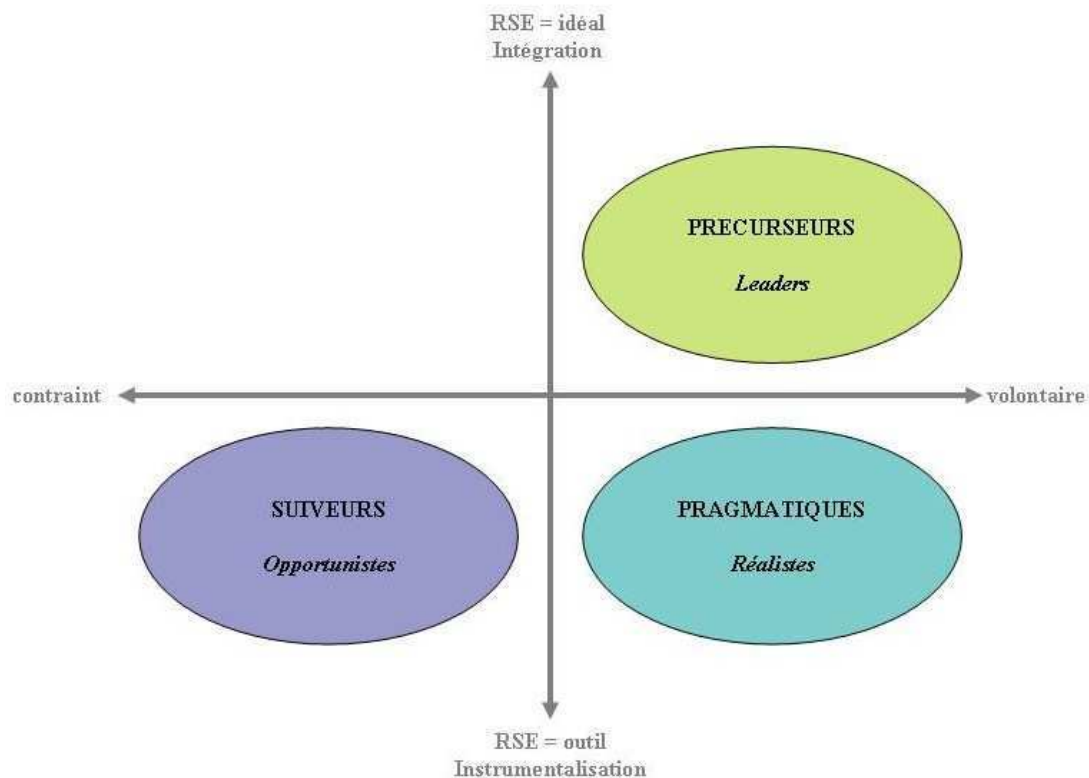 RSE = idéal
Intégration
PRECURSEURS
Leaders
contraint
volontaire
SUIVEURS
Opportunistes
PRAGMATIQUES
Réalistes
RSE = outil
Instrumentalisation